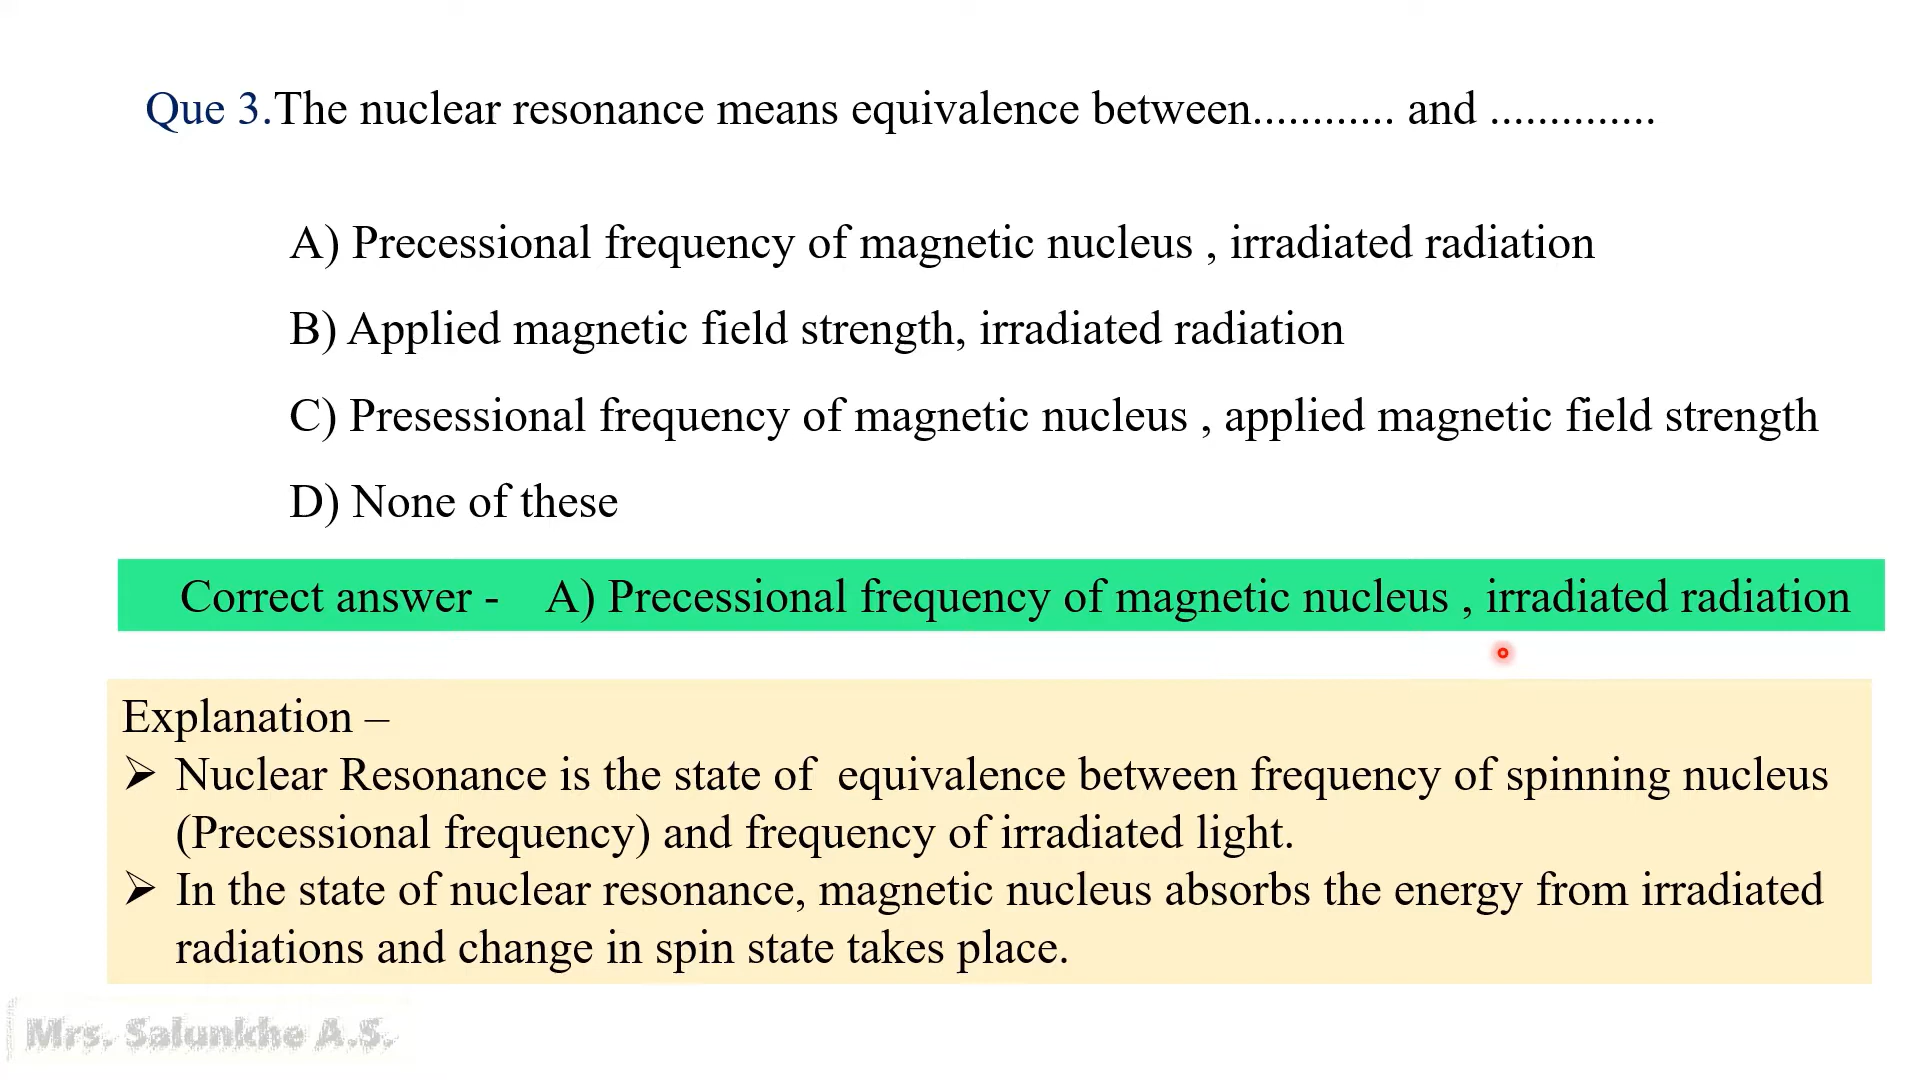 Que 3.The nuclear resonance means equivalence between............ and ..............
A) Precessional frequency of magnetic nucleus , irradiated radiation
B) Applied magnetic field strength, irradiated radiation
C) Presessional frequency of magnetic nucleus , applied magnetic field strength
D) None of these
Correct answer - A) Precessional frequency of magnetic nucleus , irradiated radiation
Explanation –
➢ Nuclear Resonance is the state of equivalence between frequency of spinning nucleus
(Precessional frequency) and frequency of irradiated light.
➢ In the state of nuclear resonance, magnetic nucleus absorbs the energy from irradiated
radiations and change in spin state takes place.
Mrs. Salunkhe A.S.